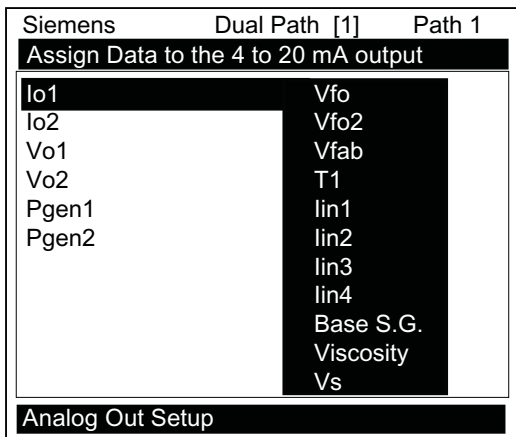 Siemens Dual Path [1] Path 1
Assign Data to the 4 to 20 mA output
Io1 Vfo
Io2 Vfo2
Vo1 Vfab
Vo2 T1
Pgen1 Iin1
Pgen2 Iin2
Iin3
Iin4
Base S.G.
Viscosity
Vs
Analog Out Setup